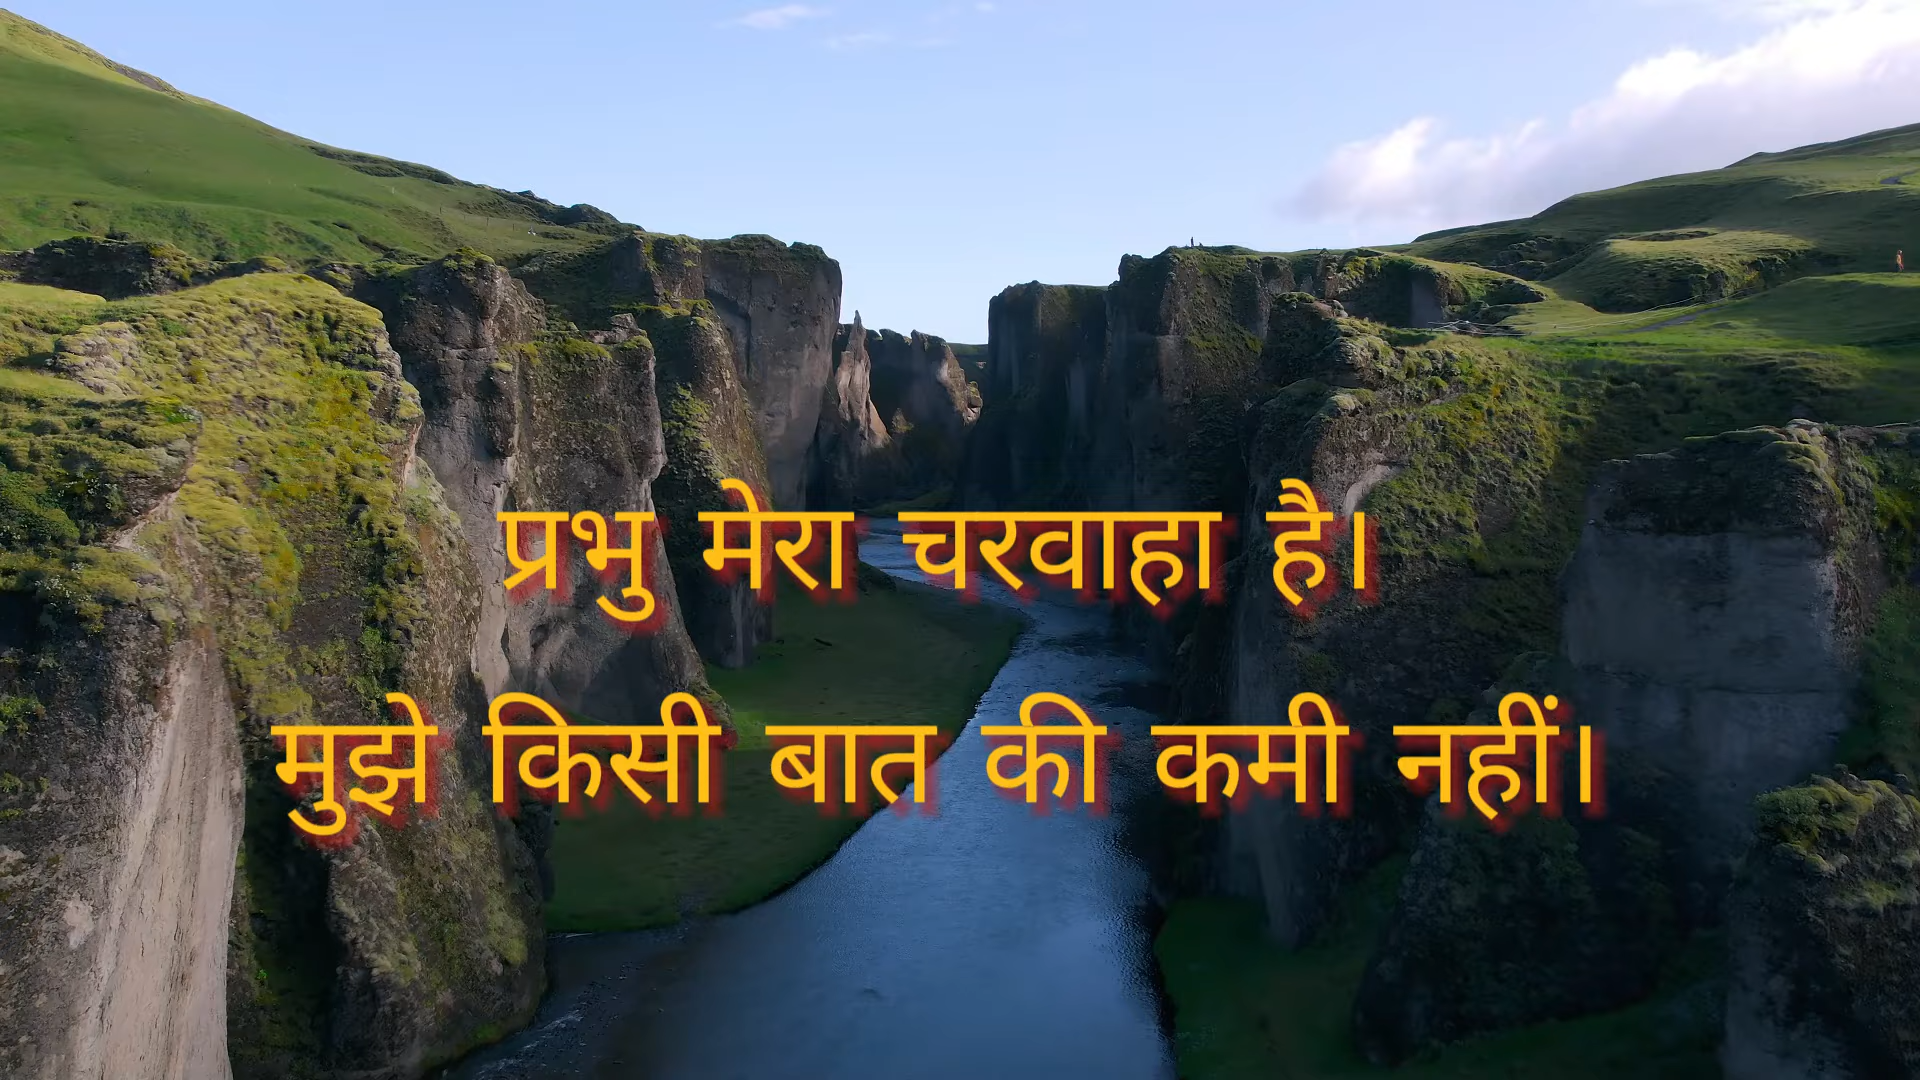 प्रभु मेरा चरवाहा है।
मुझे किसी बात की कमी नहीं।